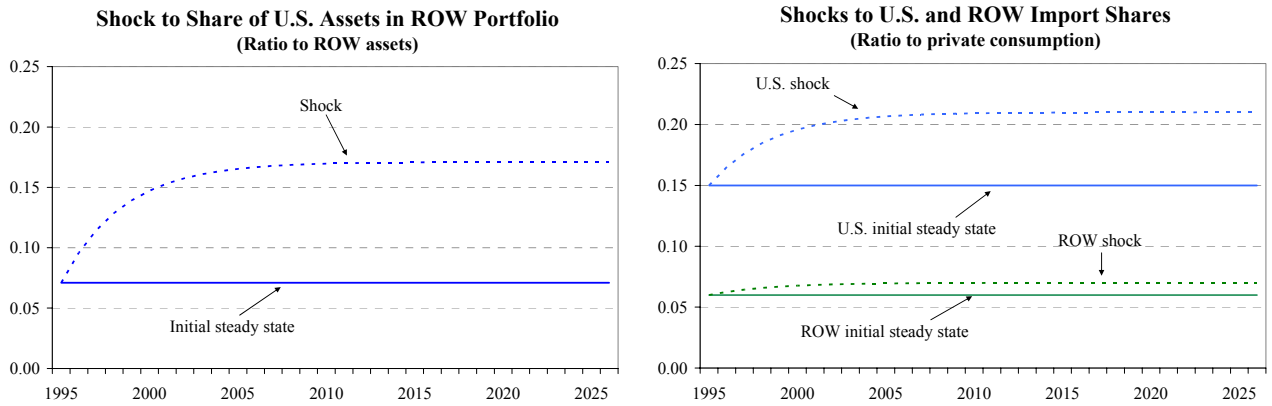 Shock to Share of U.S. Assets in ROW Portfolio
(Ratio to ROW assets)
0.25
0.20
0.15
0.10
0.05
0.00
Shock
Initial steady state
1995 2000 2005 2010 2015 2020 2025
Shocks to U.S. and ROW Import Shares
(Ratio to private consumption)
0.25
0.20
0.15
0.10
0.05
0.00
U.S. shock
U.S. initial steady state
ROW shock
ROW initial steady state
1995 2000 2005 2010 2015 2020 2025